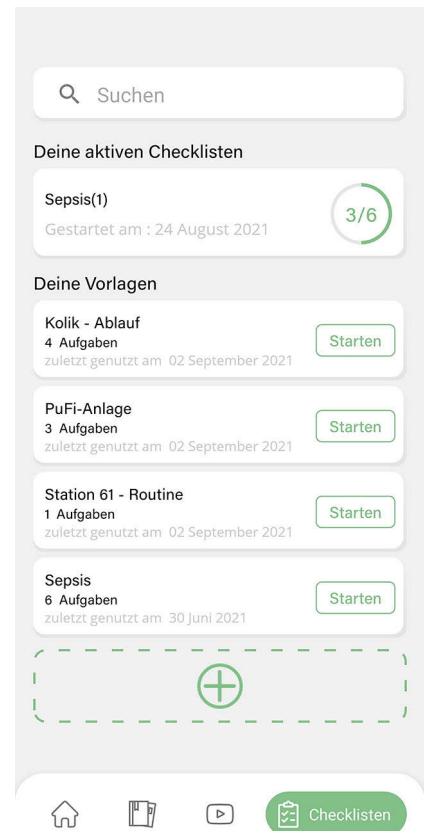 Suchen
Deine aktiven Checklisten
Sepsis(1)
Gestartet am : 24 August 2021
3/6
Deine Vorlagen
Kolik - Ablauf
4 Aufgaben
zuletzt genutzt am 02 September 2021
Starten
PuFi-Anlage
3 Aufgaben
zuletzt genutzt am 02 September 2021
Starten
Station 61 - Routine
1 Aufgaben
zuletzt genutzt am 02 September 2021
Starten
Sepsis
6 Aufgaben
zuletzt genutzt am 30 Juni 2021
Starten
Checklisten